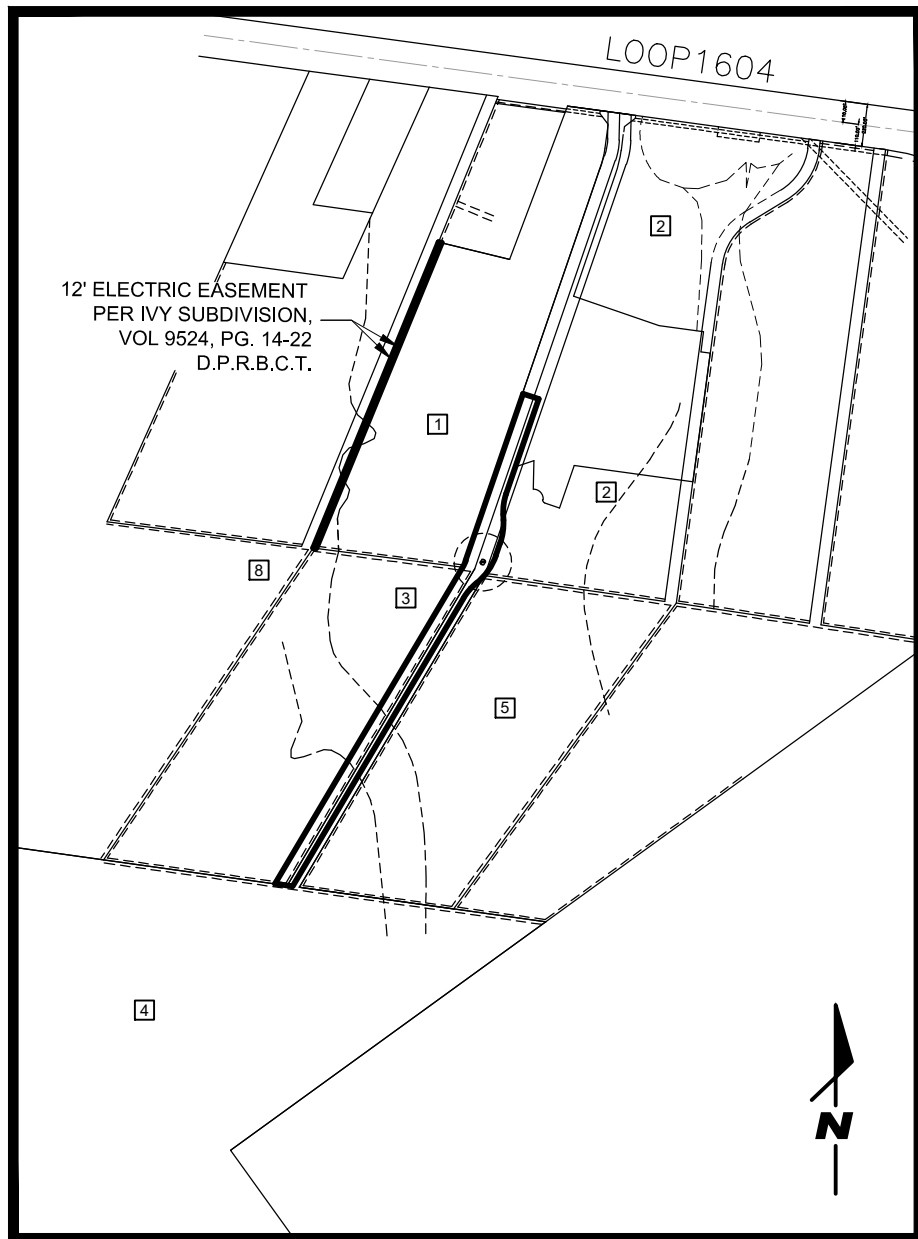 LOOP1604
2
12' ELECTRIC EASEMENT
PER IVY SUBDIVISION,
VOL 9524, PG. 14-22
D.P.R.B.C.T.
1
2
8
3
5
4
N